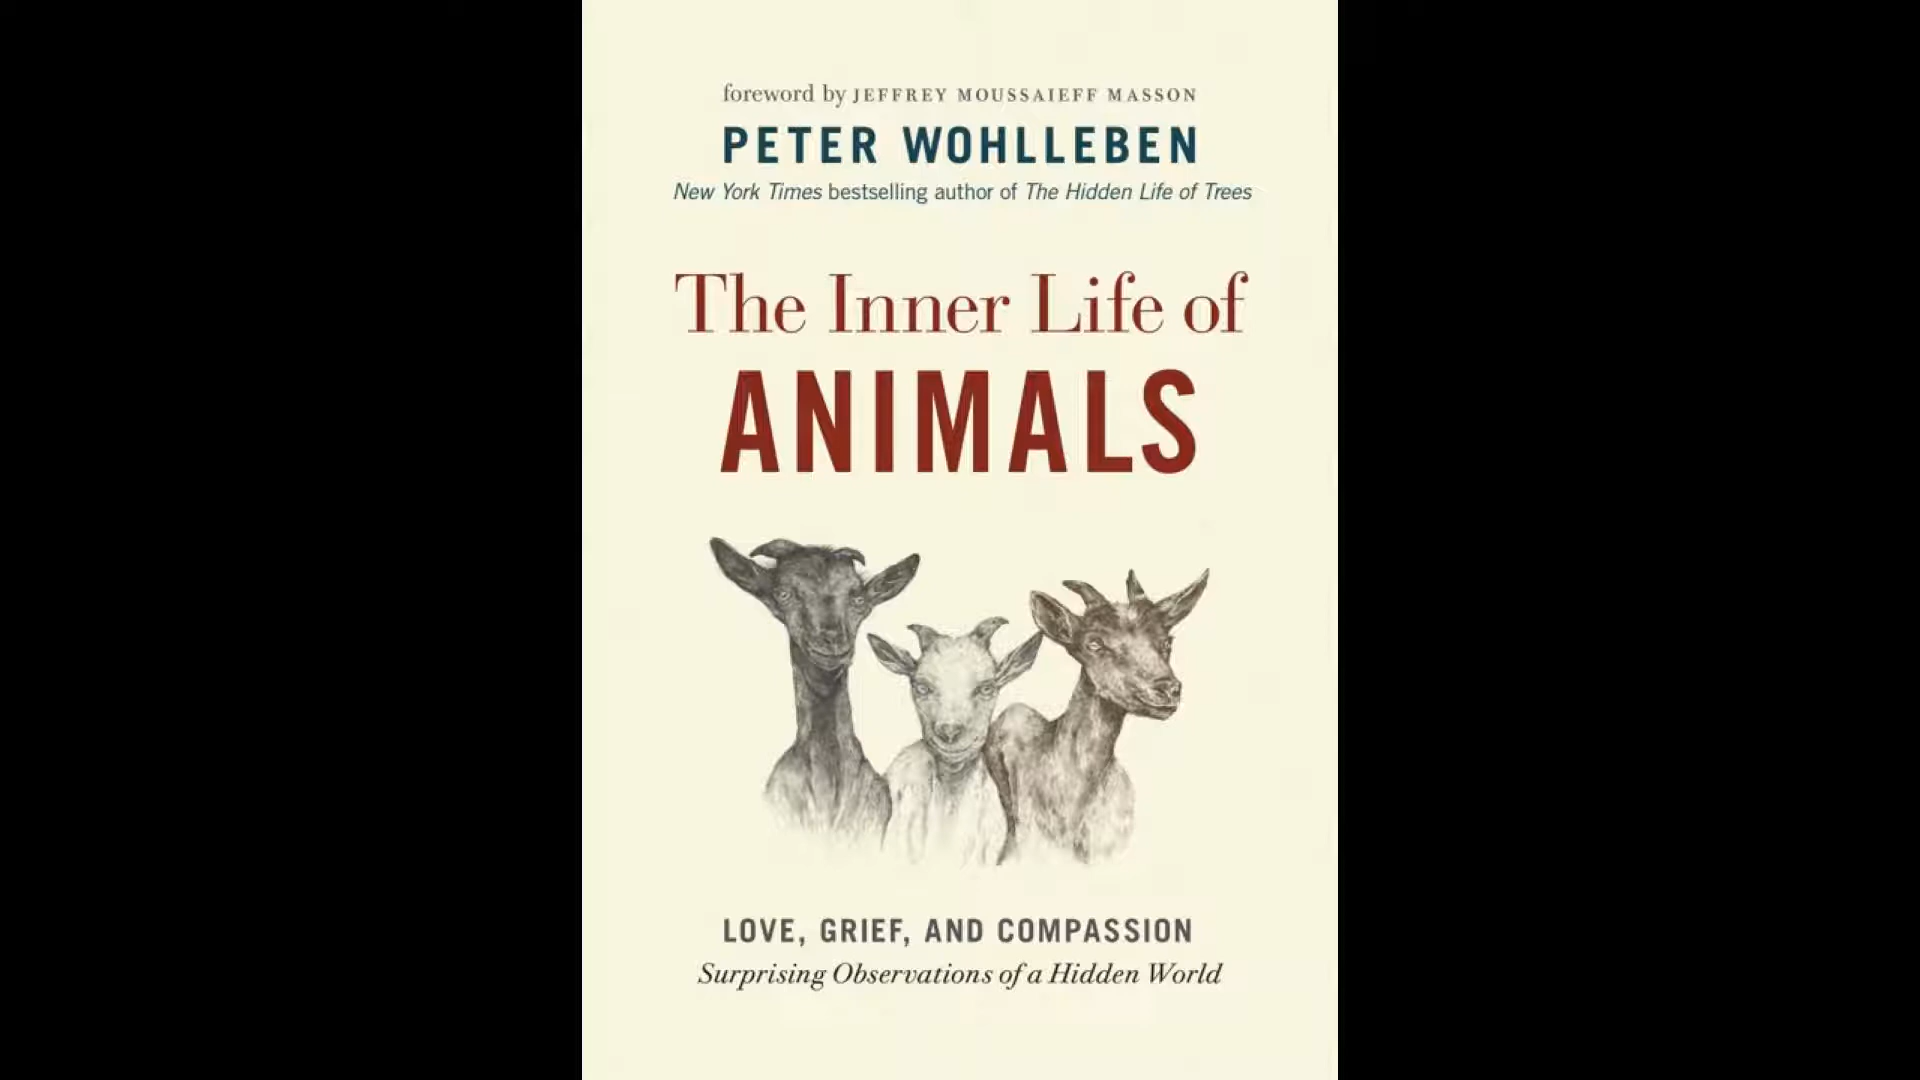 foreword by JEFFREY MOUSSAIEFF MASSON
PETER WOHLLEBEN
New York Times bestselling author of The Hidden Life of Trees
The Inner Life of
ANIMALS
LOVE, GRIEF, AND COMPASSION
Surprising Observations of a Hidden World